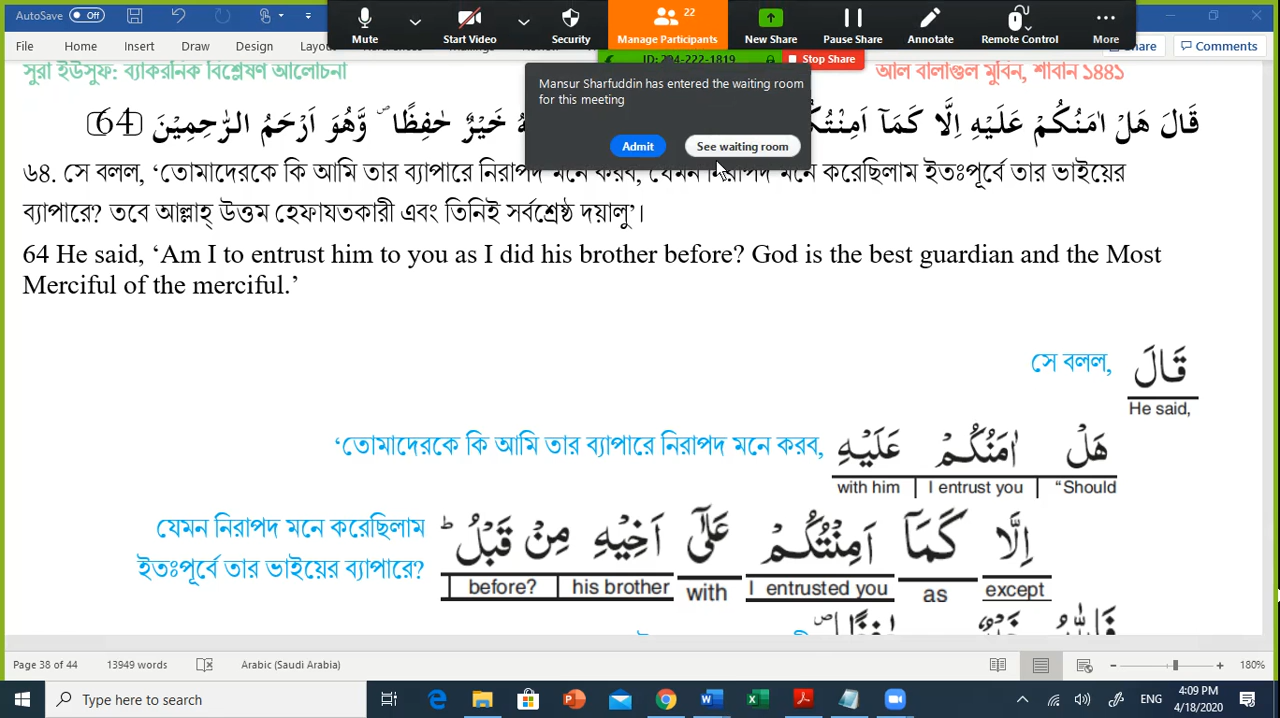 AutoSave Off
Mute
Start Video
Security
22
Manage Participants
New Share
Pause Share
Annotate
Remote Control
More
File Home Insert Draw Design
Share Comments
Stop Share
সুরা ইউসুফ: ব্যাকরনিক বিশ্লেষণ আলোচনা
আল বালাগুল মুবিন, শাবান ১৪৪১
Mansur Sharfuddin has entered the waiting room
for this meeting
Admit See waiting room
قَالَ هَلْ اٰمَنُكُمْ عَلَيْهِ اِلَّا كَمَآ خَيْرٌ حٰفِظًا ۖ وَّهُوَ اَرْحَمُ الرّٰحِمِيْنَ ﴿64﴾
৬৪. সে বলল, ‘তোমাদেরকে কি আমি তার ব্যাপারে নিরাপদ মনে করব, যেমন নিরাপদ মনে করেছিলাম ইতঃপূর্বে তার ভাইয়ের
ব্যাপারে? তবে আল্লাহ্ উত্তম হেফাযতকারী এবং তিনিই সর্বশ্রেষ্ঠ দয়ালু’।
64 He said, ‘Am I to entrust him to you as I did his brother before? God is the best guardian and the Most
Merciful of the merciful.’
সে বলল, قَالَ
He said,
‘তোমাদেরকে কি আমি তার ব্যাপারে নিরাপদ মনে করব, هَلْ اٰمَنُكُمْ عَلَيْهِ
with him I entrust you “Should
যেমন নিরাপদ মনে করেছিলাম
ইতঃপূর্বে তার ভাইয়ের ব্যাপারে?
اِلَّا كَمَآ اَمِنْتُكُمْ عَلٰٓى اَخِيْهِ مِنْ قَبْلُ ؕ
before? his brother with I entrusted you as except
Page 38 of 44 13949 words Arabic (Saudi Arabia) 180%
Type here to search
ENG
4:09 PM
4/18/2020